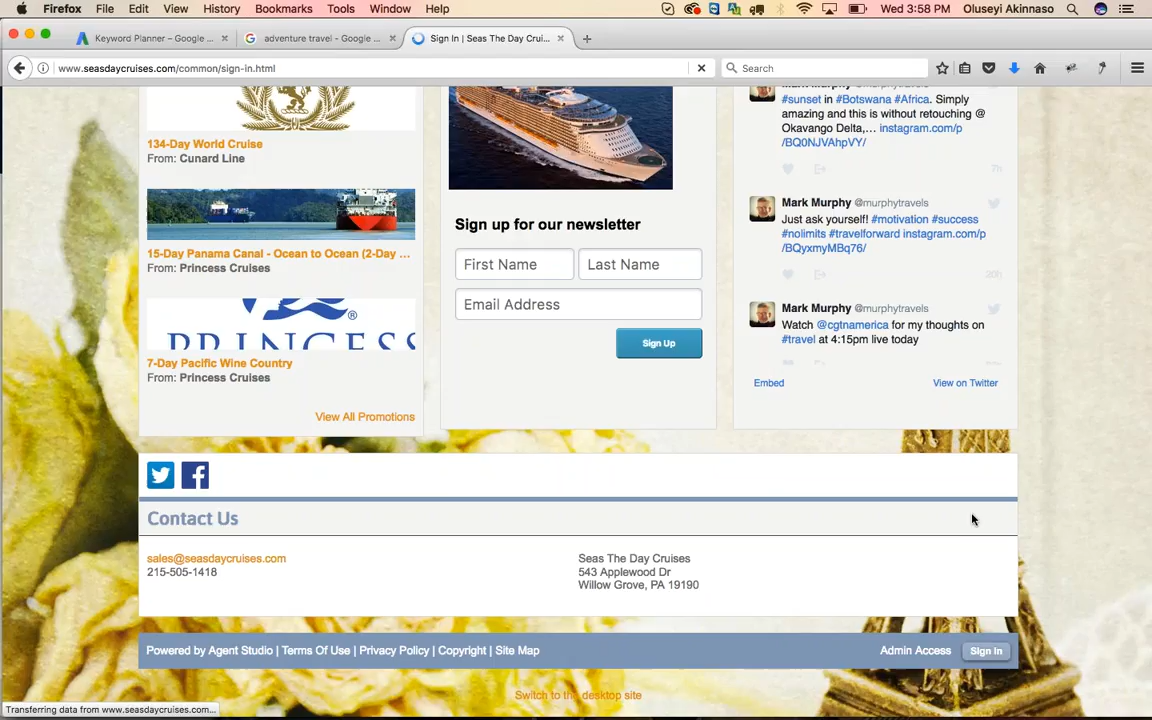 Firefox File Edit View History Bookmarks Tools Window Help Wed 3:58 PM Oluseyi Akinnaso
Keyword Planner – Google ... adventure travel - Google ... Sign In | Seas The Day Crui...
www.seasdaycruises.com/common/sign-in.html Search
134-Day World Cruise
From: Cunard Line
15-Day Panama Canal - Ocean to Ocean (2-Day ...
From: Princess Cruises
PRINCESS
7-Day Pacific Wine Country
From: Princess Cruises
View All Promotions
Sign up for our newsletter
First Name Last Name
Email Address
Sign Up
Mark Murphy @murphytravels
#sunset in #Botswana #Africa. Simply
amazing and this is without retouching @
Okavango Delta,... instagram.com/p
/BQ0NJVAhpVY/
7h
Mark Murphy @murphytravels
Just ask yourself! #motivation #success
#nolimits #travelforward instagram.com/p
/BQyxmyMBq76/
20h
Mark Murphy @murphytravels
Watch @cgtnamerica for my thoughts on
#travel at 4:15pm live today
Embed View on Twitter
Contact Us
sales@seasdaycruises.com
215-505-1418
Seas The Day Cruises
543 Applewood Dr
Willow Grove, PA 19190
Powered by Agent Studio | Terms Of Use | Privacy Policy | Copyright | Site Map Admin Access Sign In
Switch to the desktop site
Transferring data from www.seasdaycruises.com...